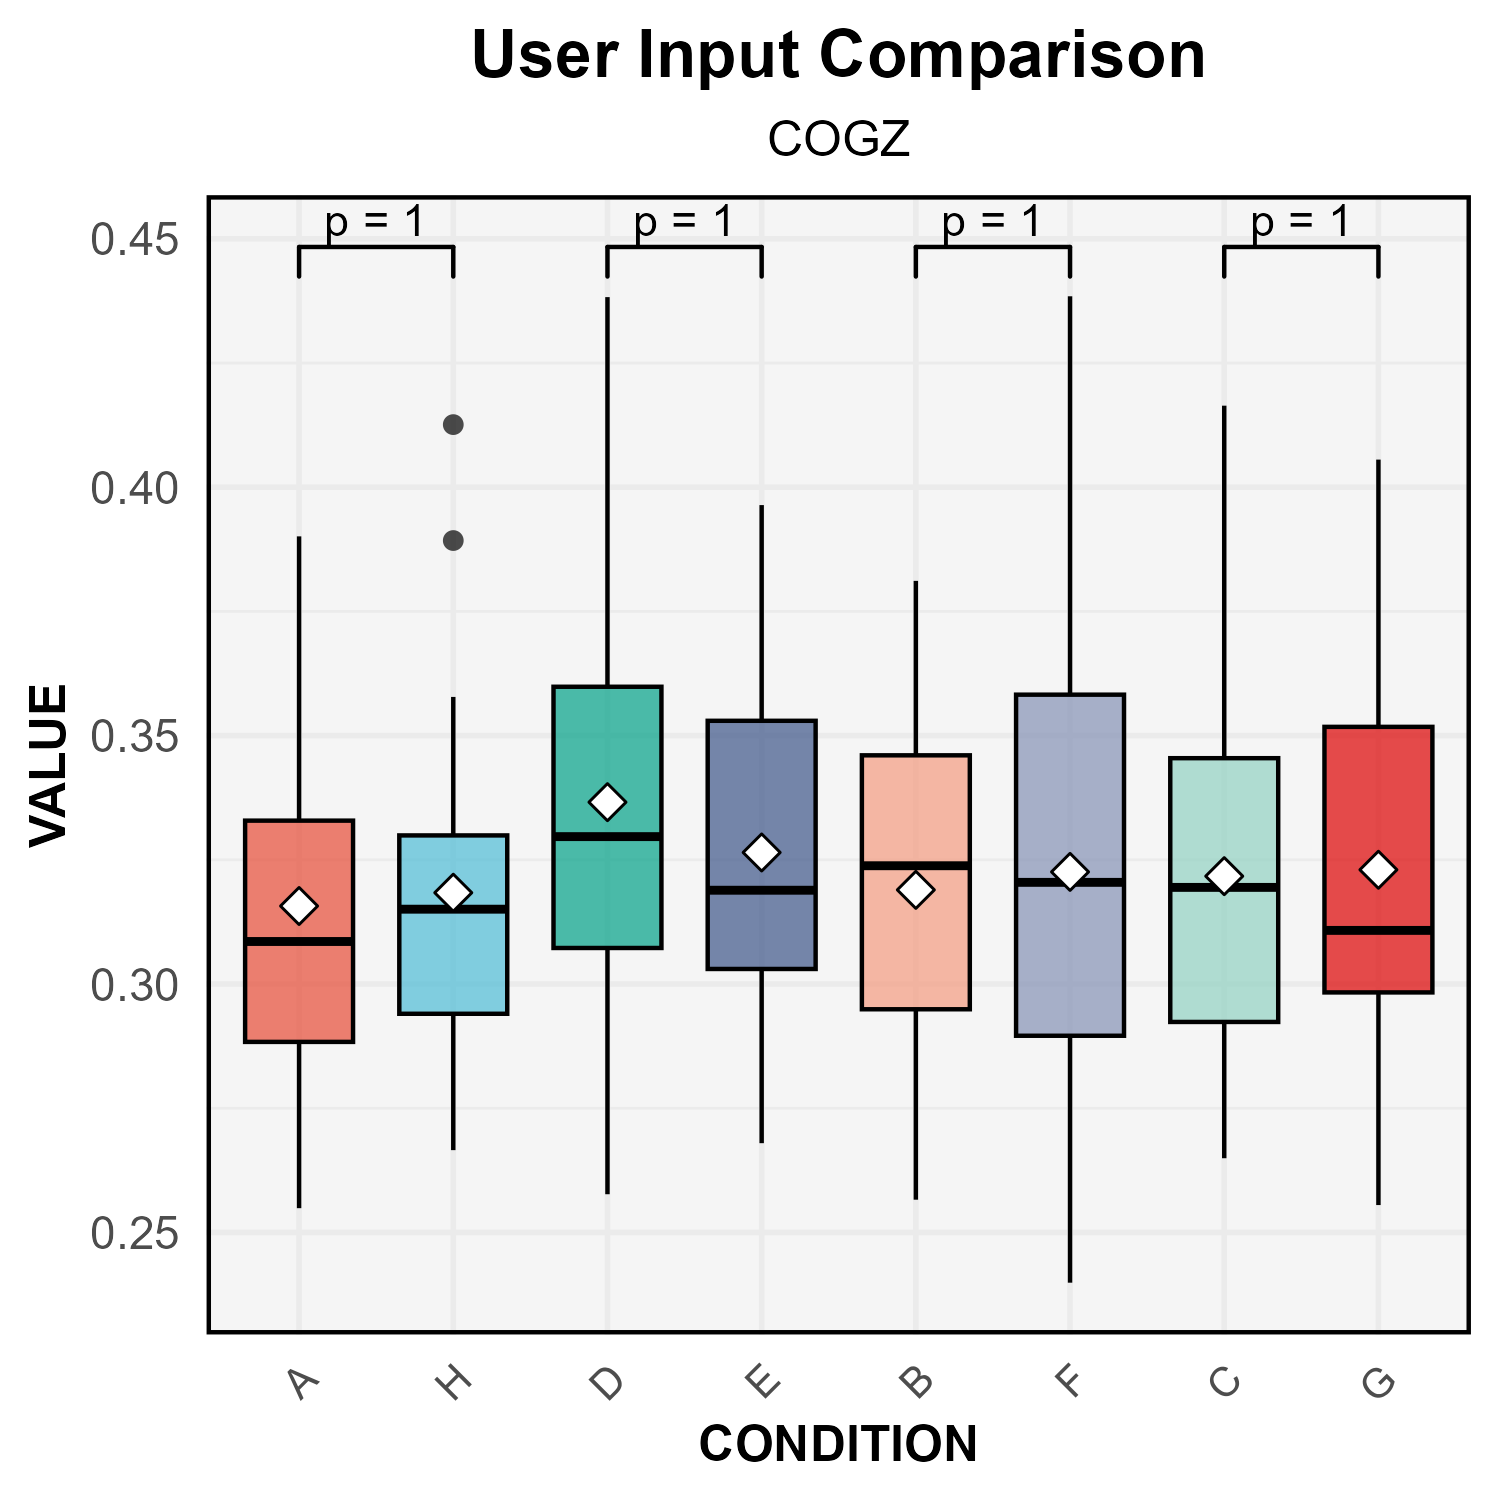 User Input Comparison
COGZ
p = 1 p = 1 p = 1 p = 1
0.45
0.40
0.35
0.30
0.25
VALUE
A H D E B F C G
CONDITION